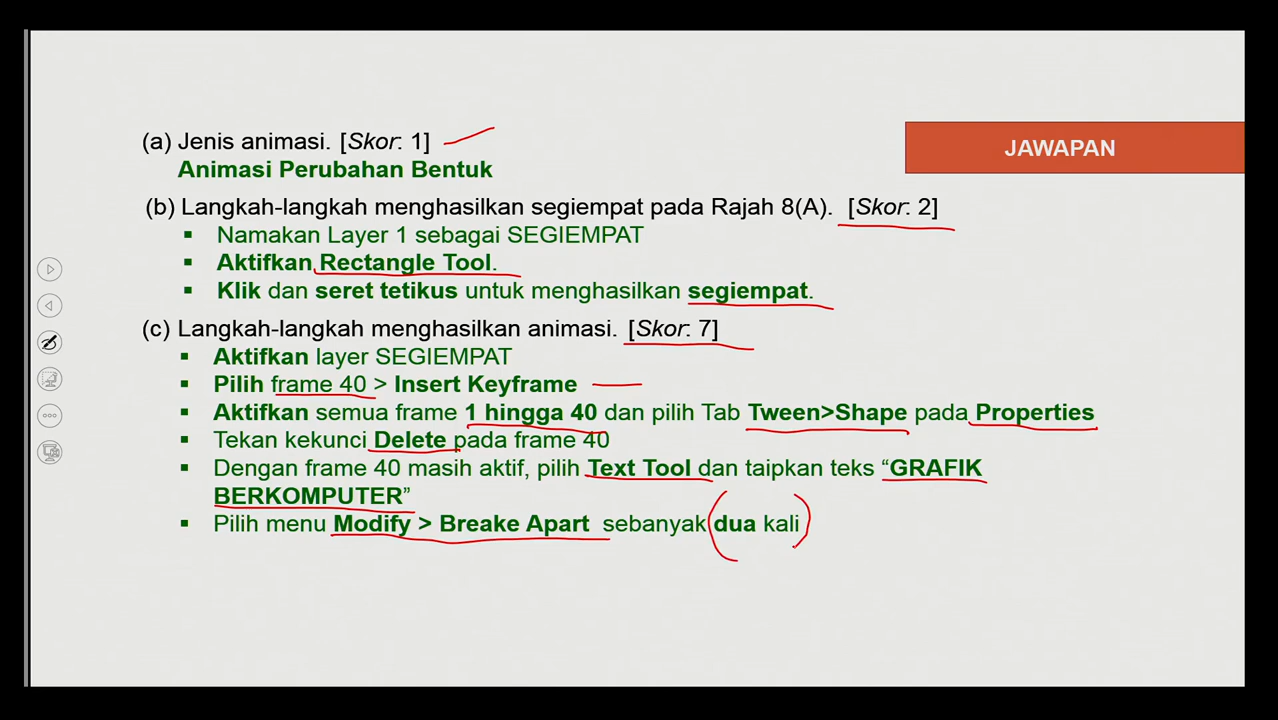 JAWAPAN
(a) Jenis animasi. [Skor: 1]
Animasi Perubahan Bentuk
(b) Langkah-langkah menghasilkan segiempat pada Rajah 8(A). [Skor: 2]
▪ Namakan Layer 1 sebagai SEGIEMPAT
▪ Aktifkan Rectangle Tool.
▪ Klik dan seret tetikus untuk menghasilkan segiempat.
(c) Langkah-langkah menghasilkan animasi. [Skor: 7]
▪ Aktifkan layer SEGIEMPAT
▪ Pilih frame 40 > Insert Keyframe
▪ Aktifkan semua frame 1 hingga 40 dan pilih Tab Tween>Shape pada Properties
▪ Tekan kekunci Delete pada frame 40
▪ Dengan frame 40 masih aktif, pilih Text Tool dan taipkan teks “GRAFIK
BERKOMPUTER”
▪ Pilih menu Modify > Breake Apart sebanyak dua kali